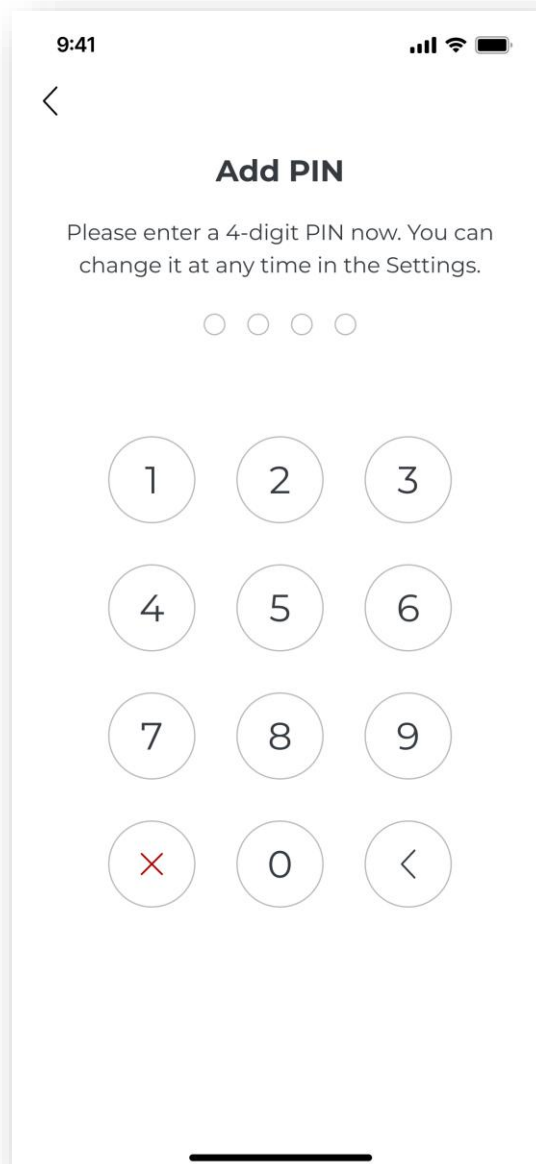 9:41
Add PIN
Please enter a 4-digit PIN now. You can
change it at any time in the Settings.
1 2 3
4 5 6
7 8 9
0